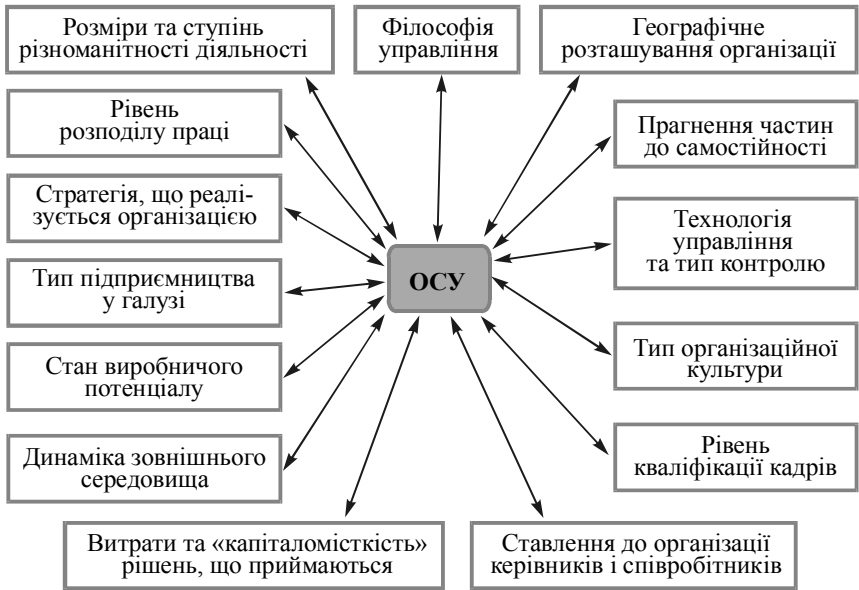 Розміри та ступінь
різноманітності діяльності
Філософія
управління
Географічне
розташування організації
Рівень
розподілу праці
Прагнення частин
до самостійності
Стратегія, що реалі-
зується організацією
Технологія
управління
та тип контролю
ОСУ
Тип підприємництва
у галузі
Тип організаційної
культури
Стан виробничого
потенціалу
Динаміка зовнішнього
середовища
Рівень
кваліфікації кадрів
Витрати та «капіталомісткість»
рішень, що приймаються
Ставлення до організації
керівників і співробітників